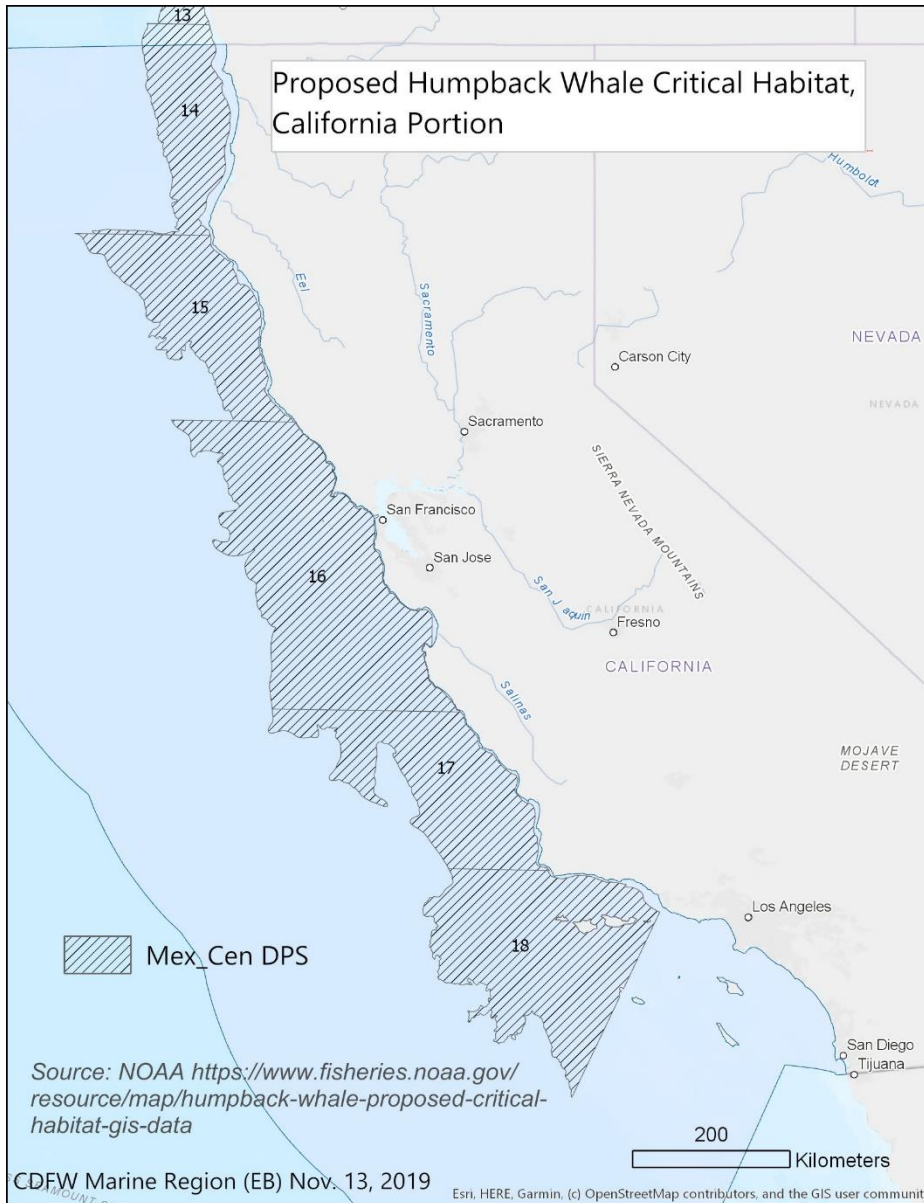 13
14
Proposed Humpback Whale Critical Habitat,
California Portion
Humboldt
15
Eel
Sacramento
NEVADA
Carson City
NEVADA
Sacramento
SIERRA NEVADA MOUNTAINS
San Francisco
16
San Jose
San J aquin
CALIFORNIA
Fresno
CALIFORNIA
Salinas
17
MOJAVE
DESERT
Los Angeles
18
Mex_Cen DPS
San Diego
Tijuana
Source: NOAA https://www.fisheries.noaa.gov/
resource/map/humpback-whale-proposed-critical-
habitat-gis-data
200
Kilometers
CDFW Marine Region (EB) Nov. 13, 2019
Esri, HERE, Garmin, (c) OpenStreetMap contributors, and the GIS user communit